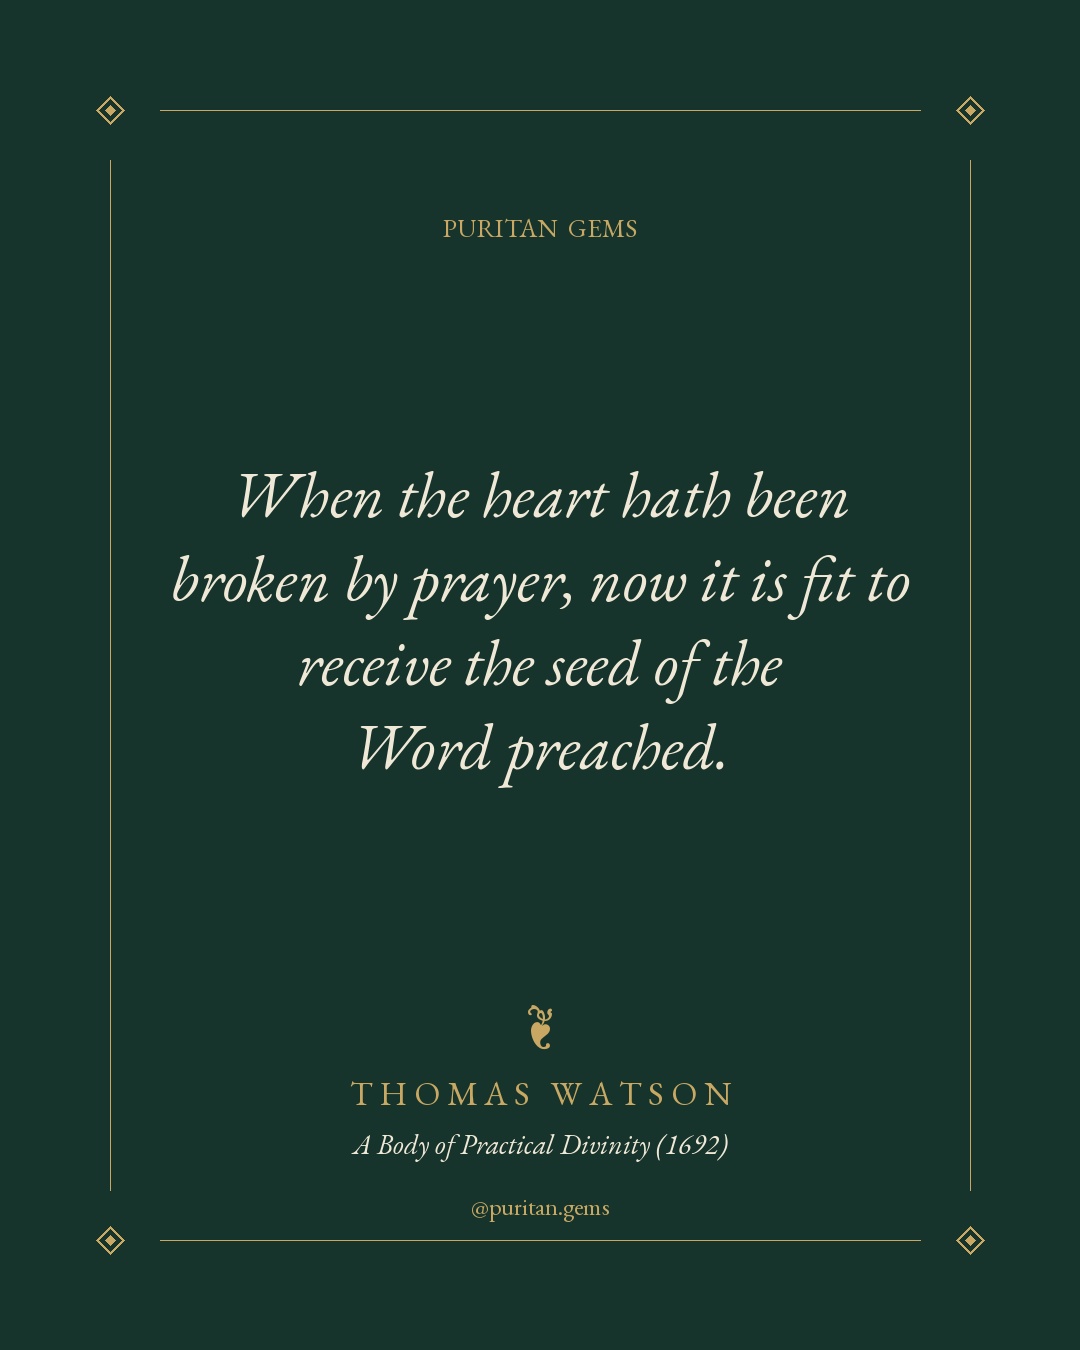 PURITAN GEMS
When the heart hath been
broken by prayer, now it is fit to
receive the seed of the
Word preached.
THOMAS WATSON
A Body of Practical Divinity (1692)
@puritan.gems